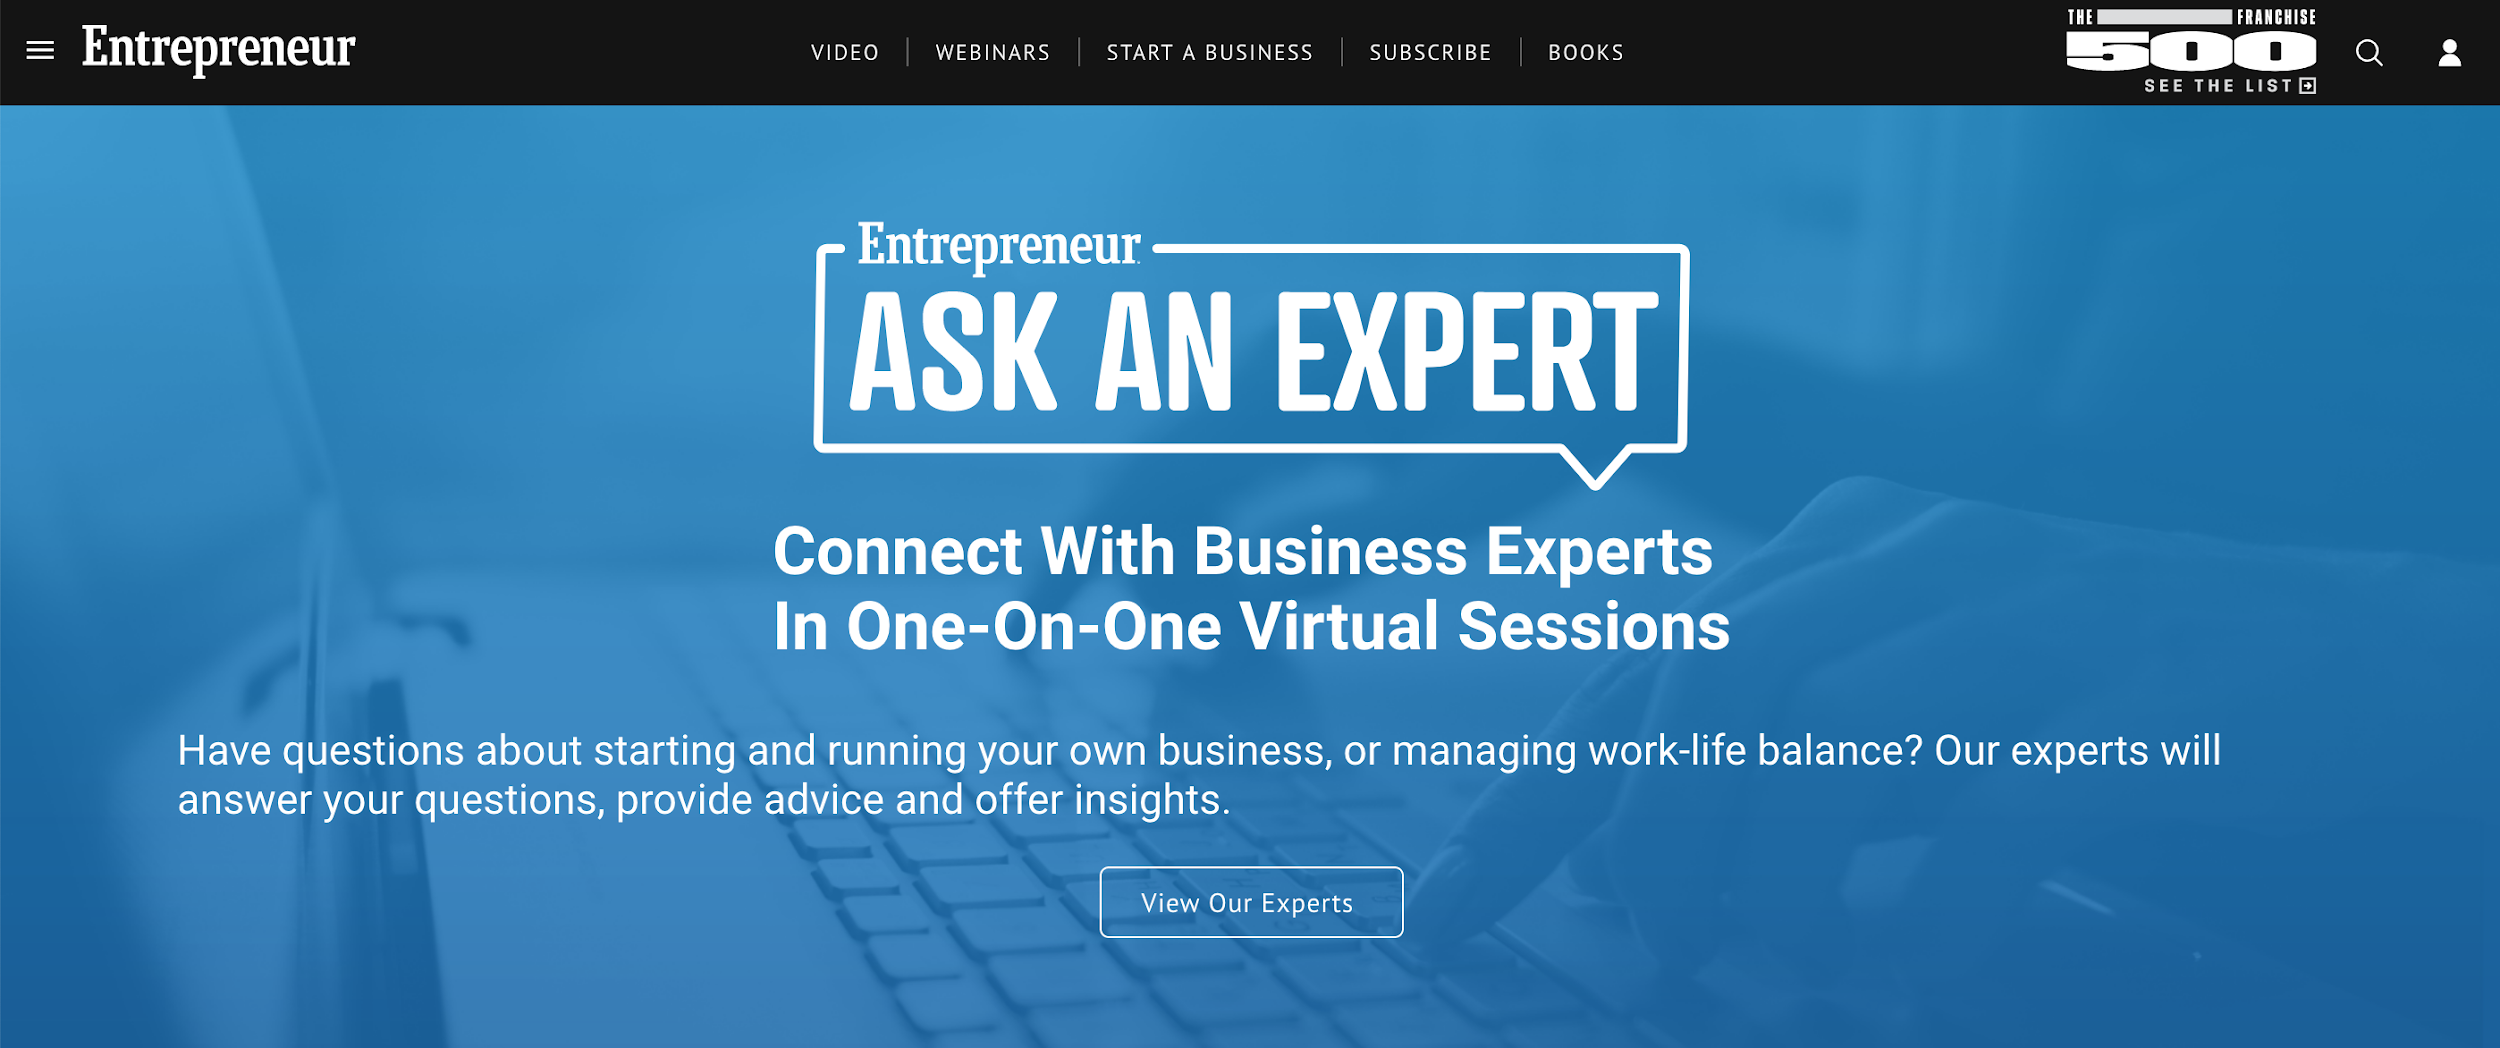 Entrepreneur
VIDEO
WEBINARS
START A BUSINESS
SUBSCRIBE
BOOKS
THE FRANCHISE
500
SEE THE LIST
Entrepreneur
ASK AN EXPERT
Connect With Business Experts
In One-On-One Virtual Sessions
Have questions about starting and running your own business, or managing work-life balance? Our experts will
answer your questions, provide advice and offer insights.
View Our Experts